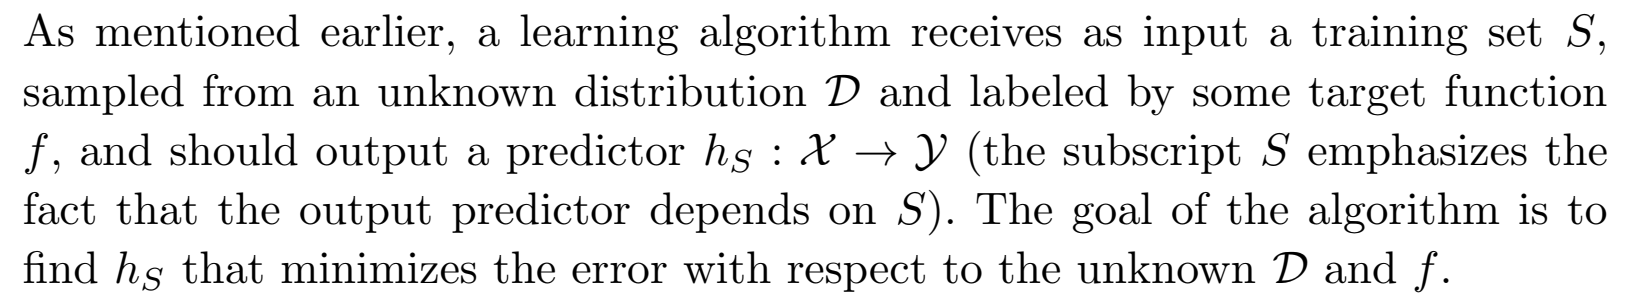 As mentioned earlier, a learning algorithm receives as input a training set S,
sampled from an unknown distribution 𝒟 and labeled by some target function
f, and should output a predictor h_S : 𝒳 → 𝒴 (the subscript S emphasizes the
fact that the output predictor depends on S). The goal of the algorithm is to
find h_S that minimizes the error with respect to the unknown 𝒟 and f.